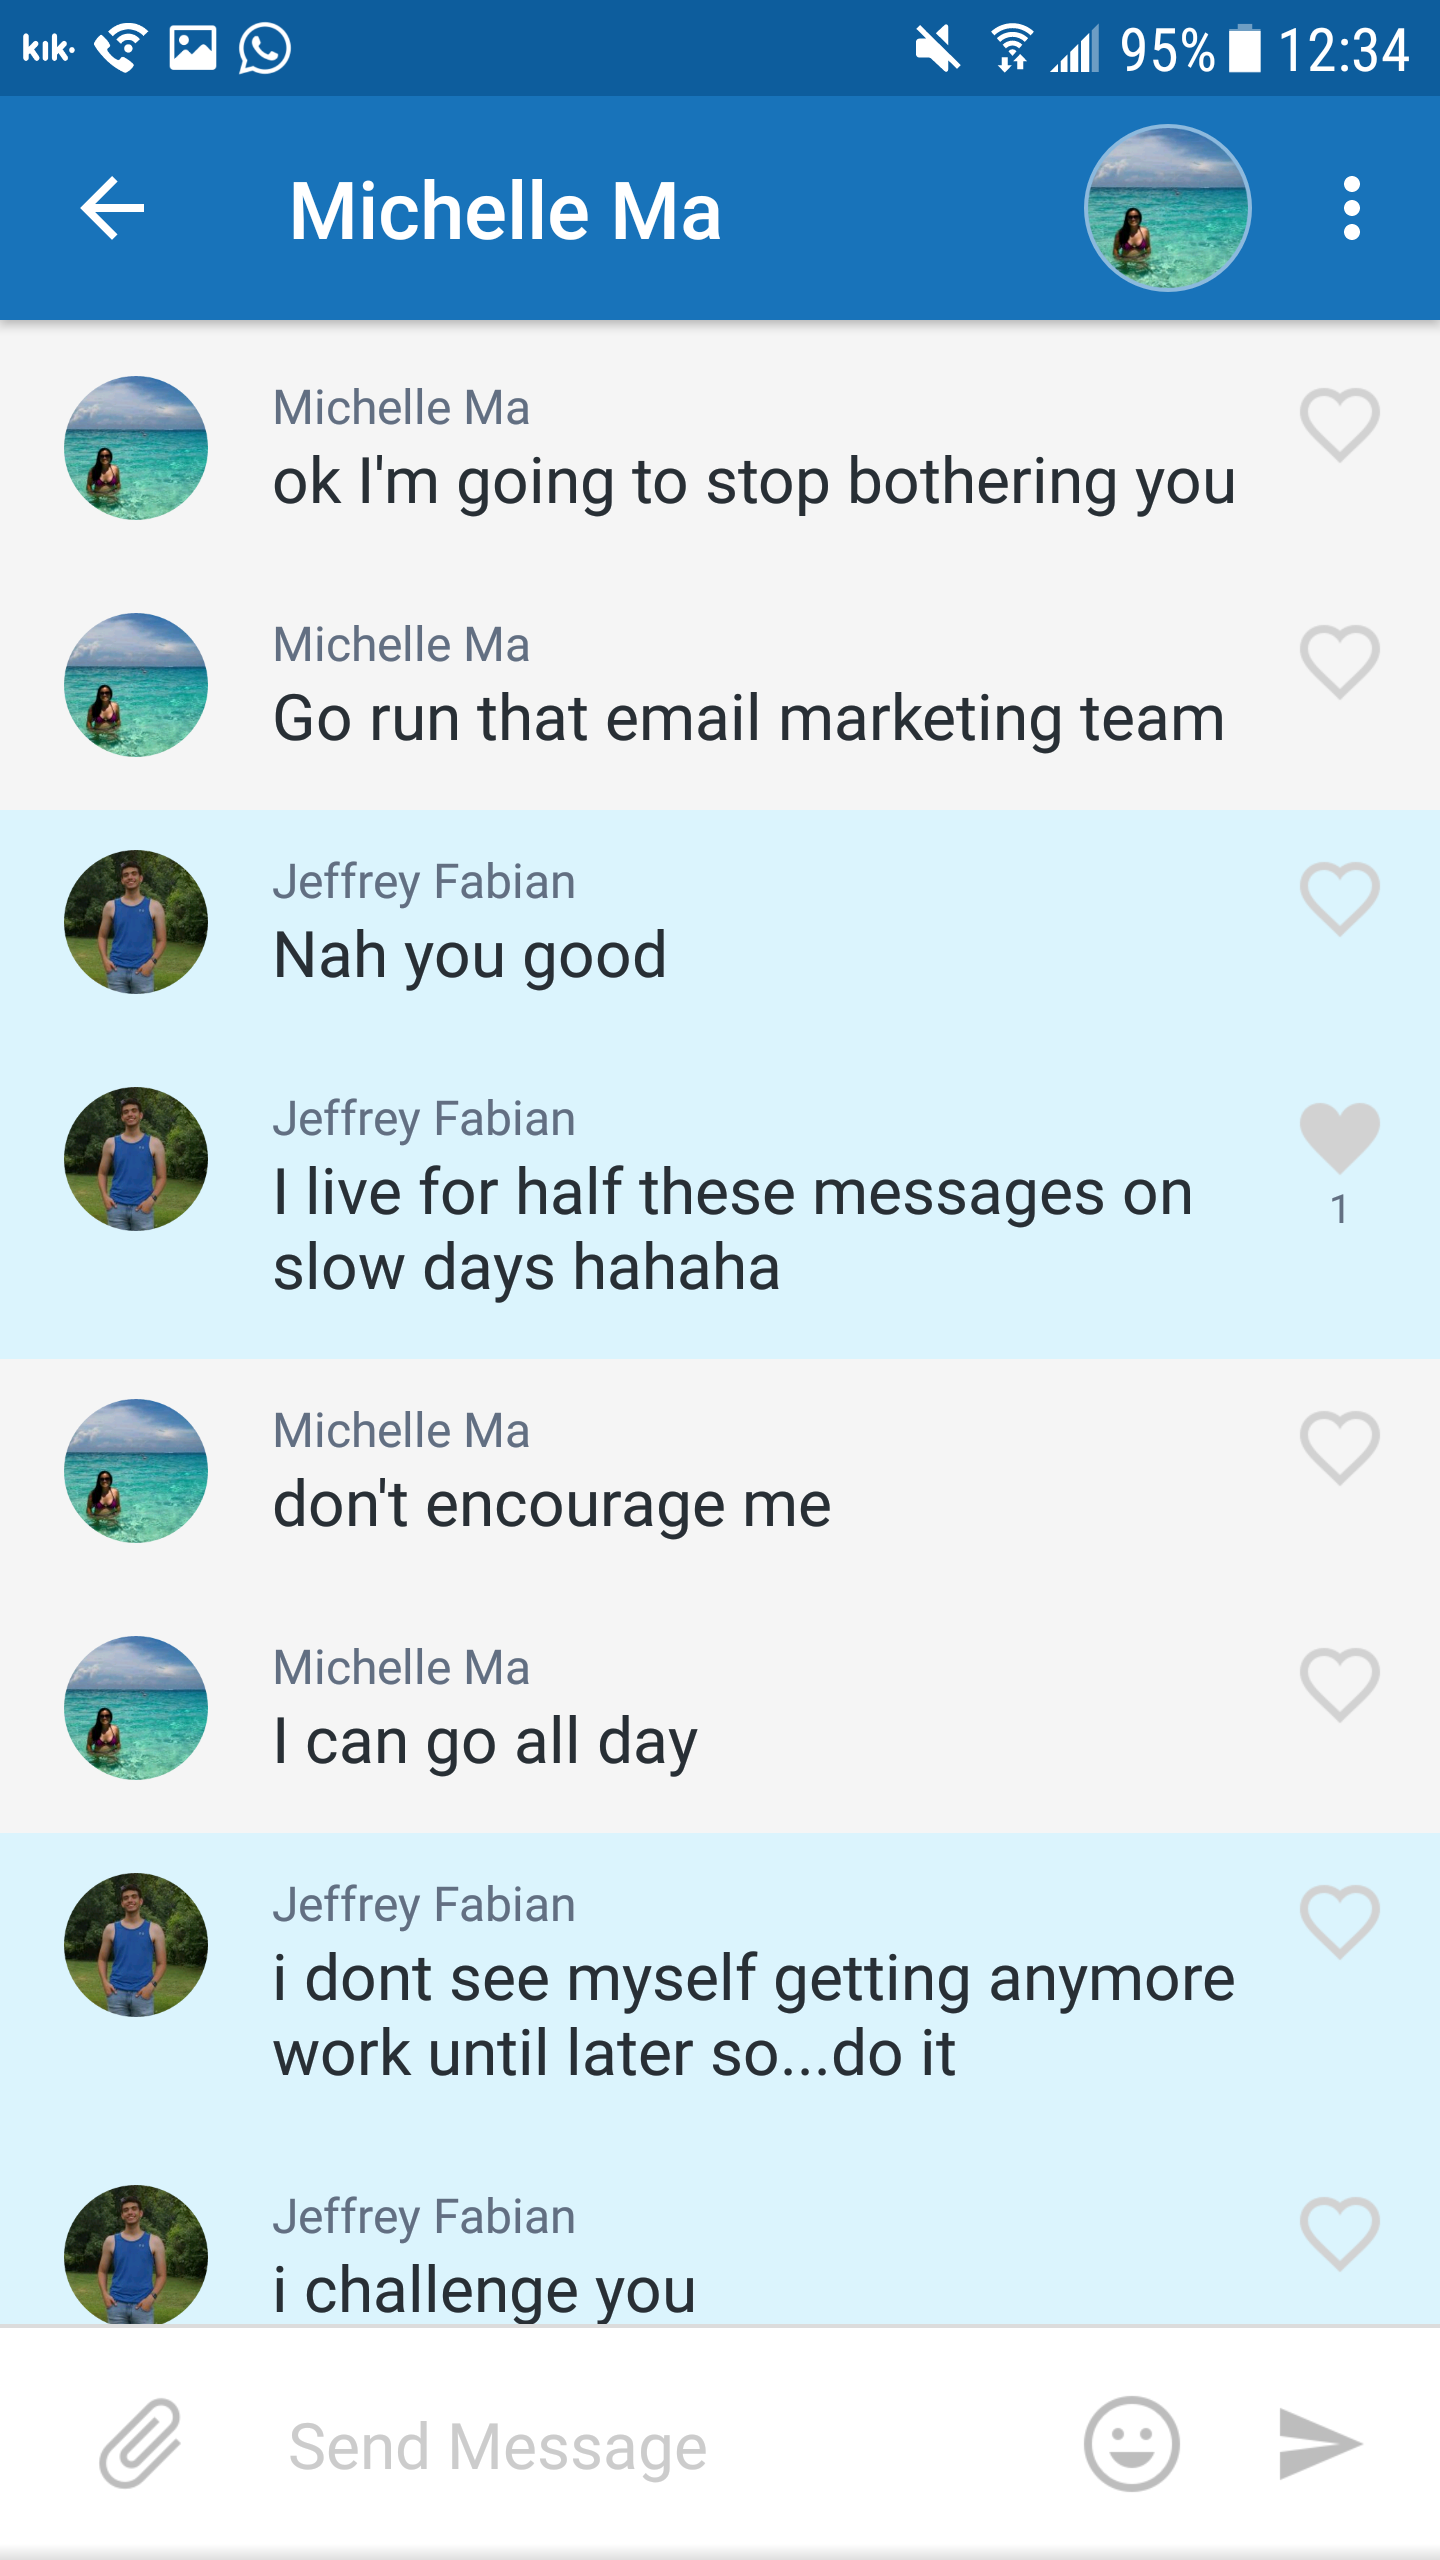 kik
95% 12:34
Michelle Ma
Michelle Ma
ok I'm going to stop bothering you
Michelle Ma
Go run that email marketing team
Jeffrey Fabian
Nah you good
Jeffrey Fabian
I live for half these messages on
1
slow days hahaha
Michelle Ma
don't encourage me
Michelle Ma
I can go all day
Jeffrey Fabian
i dont see myself getting anymore
work until later so...do it
Jeffrey Fabian
i challenge you
Send Message